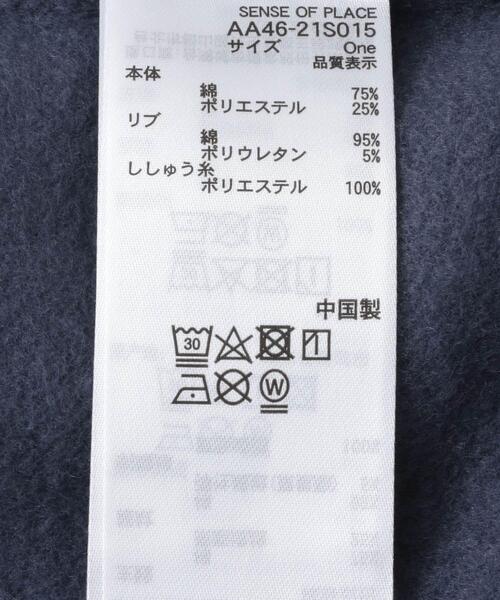 SENSE OF PLACE
AA46-21S015
サイズ One
品質表示
本体
綿 75%
ポリエステル 25%
リブ
綿 95%
ポリウレタン 5%
ししゅう糸
ポリエステル 100%
中国製
30
W